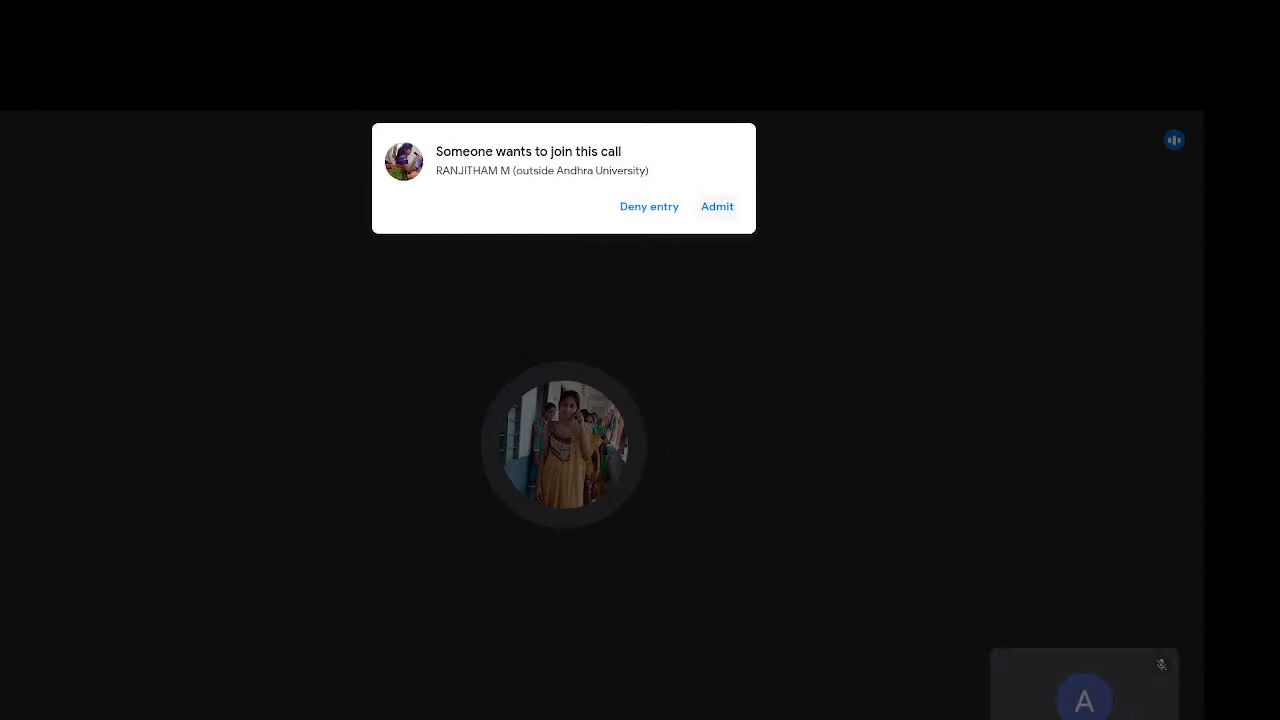 Someone wants to join this call
RANJITHAM M (outside Andhra University)
Deny entry Admit
A